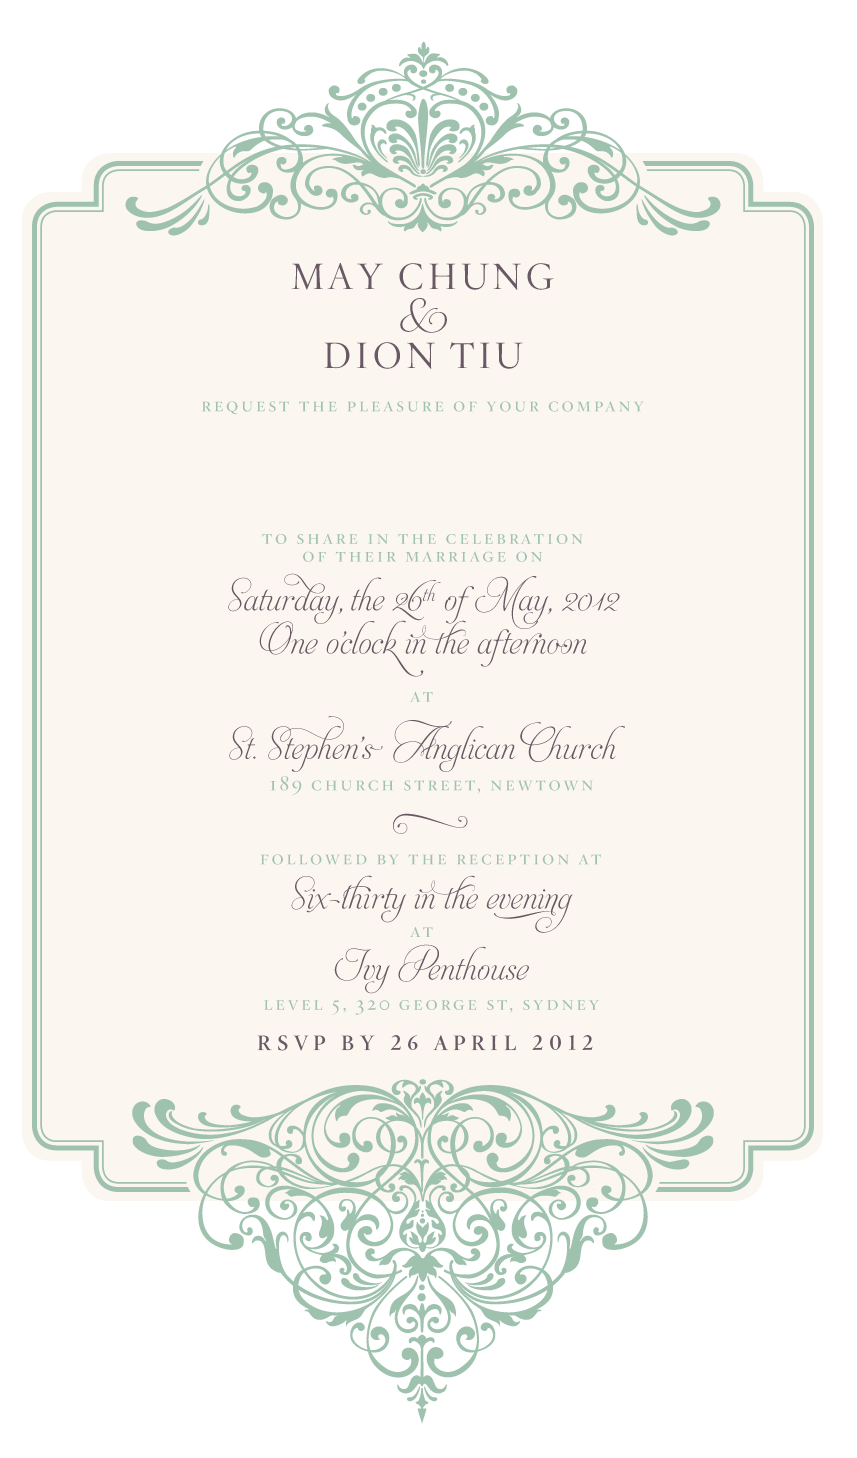 MAY CHUNG
&
DION TIU
REQUEST THE PLEASURE OF YOUR COMPANY
TO SHARE IN THE CELEBRATION
OF THEIR MARRIAGE ON
Saturday, the 26th of May, 2012
One o'clock in the afternoon
AT
St. Stephen's Anglican Church
189 CHURCH STREET, NEWTOWN
FOLLOWED BY THE RECEPTION AT
Six-thirty in the evening
AT
Ivy Penthouse
LEVEL 5, 320 GEORGE ST, SYDNEY
RSVP BY 26 APRIL 2012